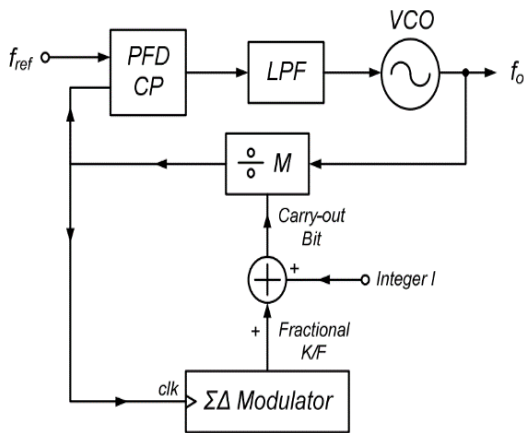 VCO
f_ref
PFD
CP
LPF
f_o
÷ M
Carry-out
Bit
+
+
Integer I
+
Fractional
K/F
clk
ΣΔ Modulator